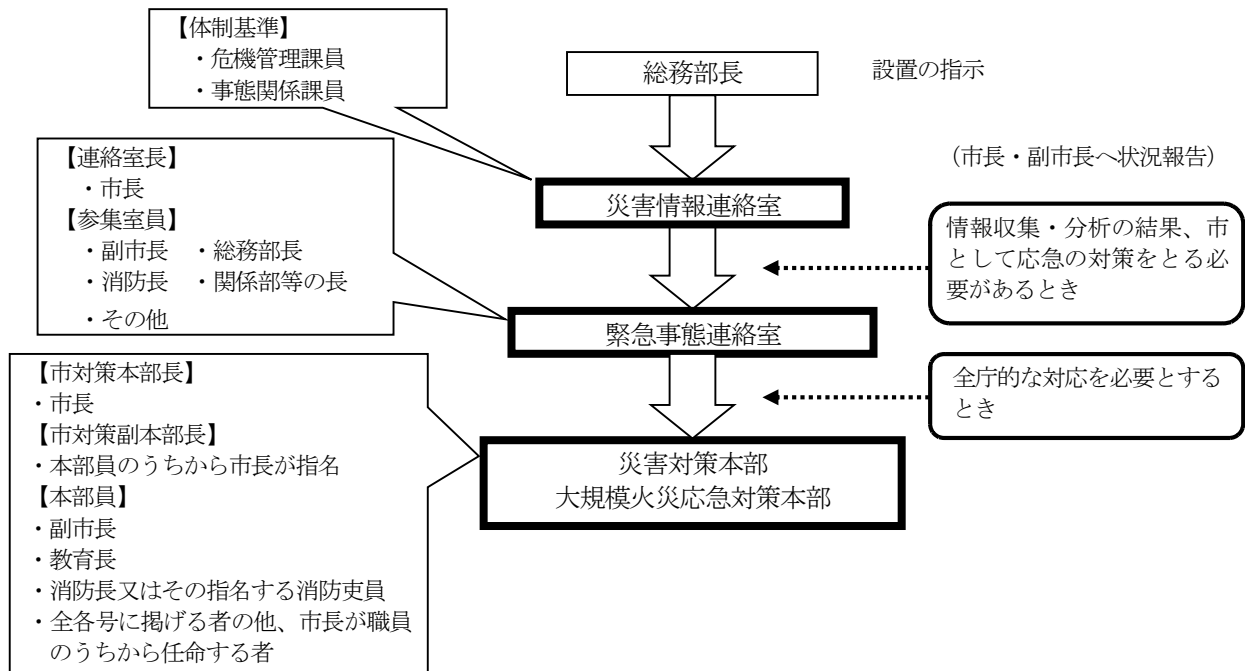 【体制基準】
・危機管理課員
・事態関係課員
総務部長
設置の指示
【連絡室長】
・市長
【参集室員】
・副市長 ・総務部長
・消防長 ・関係部等の長
・その他
（市長・副市長へ状況報告）
災害情報連絡室
情報収集・分析の結果、市
として応急の対策をとる必
要があるとき
緊急事態連絡室
【市対策本部長】
・市長
【市対策副本部長】
・本部員のうちから市長が指名
【本部員】
・副市長
・教育長
・消防長又はその指名する消防吏員
・全各号に掲げる者の他、市長が職員
のうちから任命する者
全庁的な対応を必要とする
とき
災害対策本部
大規模火災応急対策本部